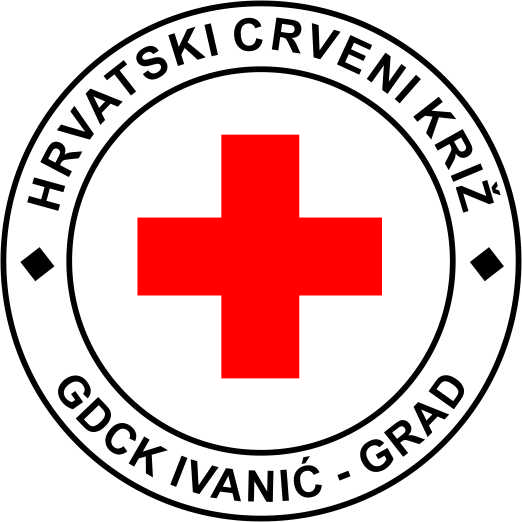 HRVATSKI CRVENI KRIŽ
GDCK IVANIĆ - GRAD